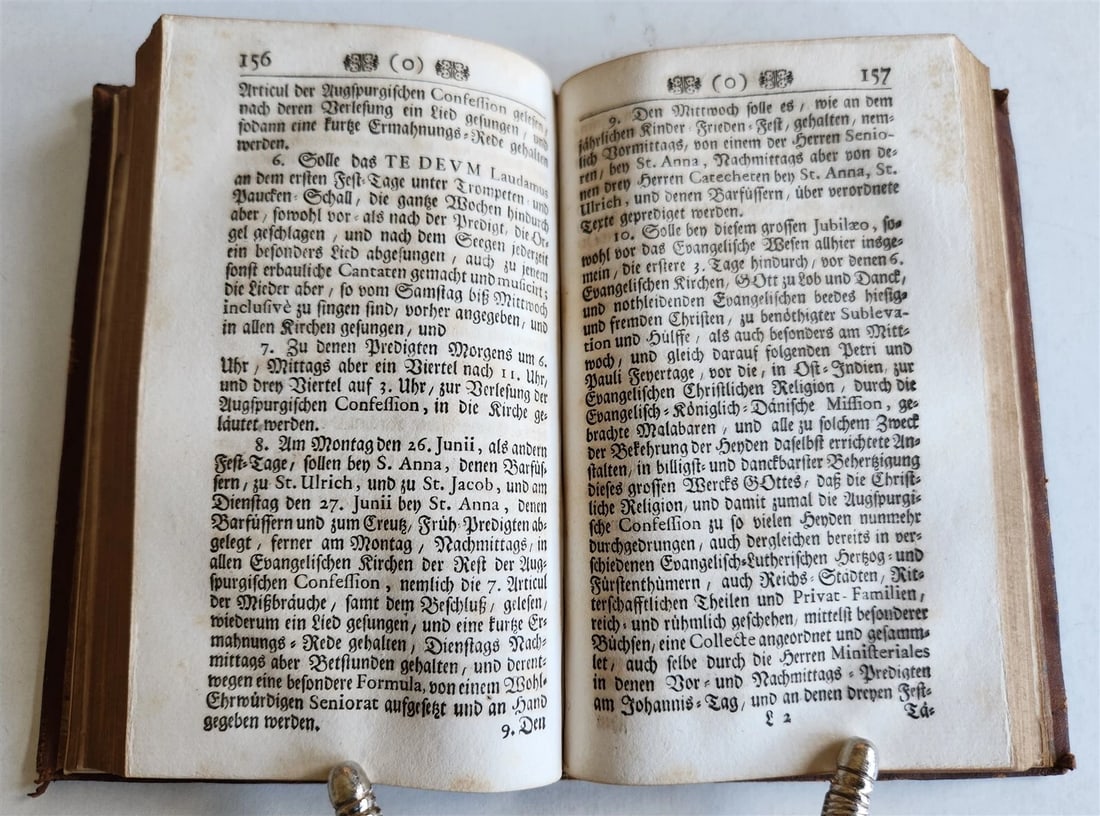 156 (0)
Articul der Augspurgischen Confession gelesen,
nach deren Verlesung ein Lied gesungen, und
sodann eine kurtze Ermahnungs-Rede gehalten
werden.
6. Solle das TE DEVM Laudamus
an dem ersten Fest-Tage unter Trompeten- und
Paucken-Schall, die gantze Wochen hindurch
aber, sowohl vor- als nach der Predigt, die Or-
gel geschlagen, und nach dem Seegen jederzeit
ein besonders Lied abgesungen, auch zu jenem
sonst erbauliche Cantaten gemacht und musicirt;
die Lieder aber, so vom Samstag biß Mittwoch
inclusivè zu singen sind, vorher angegeben, und
in allen Kirchen gesungen, und
7. Zu denen Predigten Morgens um 6.
Uhr, Mittags aber ein Viertel nach 11. Uhr,
und drey Viertel auf 3. Uhr, zur Verlesung der
Augspurgischen Confession, in die Kirche ge-
läutet werden.
8. Am Montag den 26. Junii, als andern
Fest-Tage, sollen bey S. Anna, denen Barfüs-
sern, zu St. Ulrich, und zu St. Jacob, und am
Dienstag den 27. Junii bey St. Anna, denen
Barfüssern und zum Creutz, Früh-Predigten ab-
gelegt, ferner am Montag, Nachmittags, in
allen Evangelischen Kirchen der Rest der Aug-
spurgischen Confession, nemlich die 7. Articul
der Mißbräuche, samt dem Beschluß, gelesen,
wiederum ein Lied gesungen, und eine kurtze Er-
mahnungs-Rede gehalten, Dienstags Nach-
mittags aber Betstunden gehalten, und derent-
wegen eine besondere Formula, von einem Wohl-
Ehrwürdigen Seniorat aufgesetzt und an Hand
gegeben werden.
9. Den
(0) 157
9. Den Mittwoch solle es, wie an dem
jährlichen Kinder-Frieden-Fest, gehalten, nem-
lich Vormittags, von einem der Herren Senio-
ren, bey St. Anna, Nachmittags aber von de-
nen drey Herren Catecheten bey St. Anna, St.
Ulrich, und denen Barfüssern, über verordnete
Texte geprediget werden.
10. Solle bey diesem grossen Jubilæo, so-
wohl vor das Evangelische Wesen allhier insge-
mein, die erstere 3. Tage hindurch, vor denen 6.
Evangelischen Kirchen, GOtt zu Lob und Danck,
und nothleidenden Evangelischen beedes hiesig-
und fremden Christen, zu benöthigter Subleva-
tion und Hülffe, als auch besonders am Mitt-
woch, und gleich darauf folgenden Petri und
Pauli Feyertage, vor die, in Ost-Indien, zur
Evangelischen Christlichen Religion, durch die
Evangelisch-Königlich-Dänische Mission, ge-
brachte Malabaren, und alle zu solchem Zweck
der Bekehrung der Heyden daselbst errichtete An-
stalten, in billigst- und danckbarster Behertzigung
dieses grossen Wercks GOttes, daß die Christ-
liche Religion, und damit zumal die Augspurgi-
sche Confession zu so vielen Heyden nunmehr
durchgedrungen, auch dergleichen bereits in ver-
schiedenen Evangelisch-Lutherischen Hertzog- und
Fürstenthümern, auch Reichs-Städten, Rit-
terschafftlichen Theilen und Privat-Familien,
reich- und rühmlich geschehen, mittelst besonderer
Büchsen, eine Collecte angeordnet und gesamm-
let, auch selbe durch die Herren Ministeriales
in denen Vor- und Nachmittags-Predigten
am Johannis-Tag, und an denen dreyen Fest-
L 2 Tä-